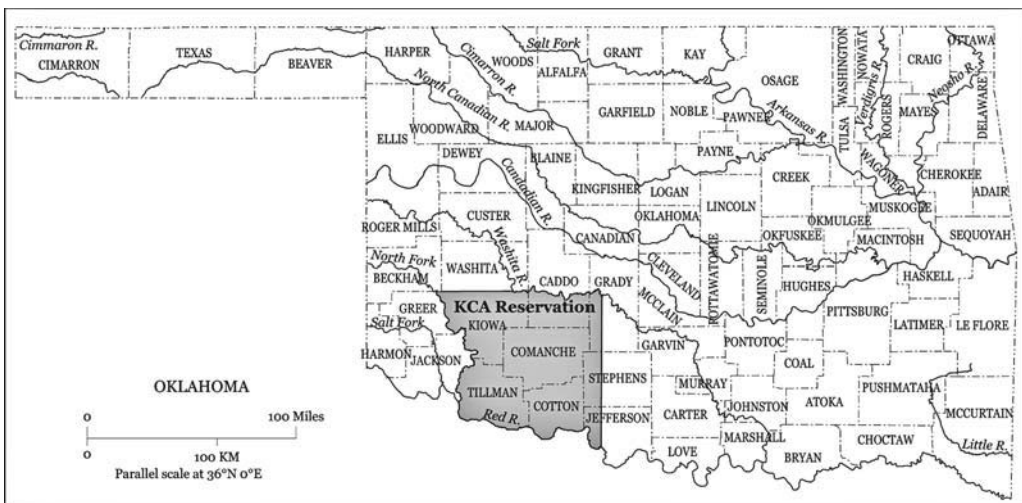 Cimmaron R.
CIMARRON
TEXAS
BEAVER
HARPER
Cimarron R.
WOODS
Salt Fork
ALFALFA
GRANT
KAY
OSAGE
WASHINGTON
NOWATA
Verdigris R.
ROGERS
CRAIG
OTTAWA
Neosho R.
DELAWARE
MAYES
North Canadian R.
ELLIS
WOODWARD
MAJOR
GARFIELD
NOBLE
PAWNEE
Arkansas R.
TULSA
WAGONER
DEWEY
BLAINE
KINGFISHER
LOGAN
PAYNE
CREEK
CHEROKEE
ADAIR
Candadian R.
ROGER MILLS
CUSTER
CANADIAN
OKLAHOMA
LINCOLN
OKMULGEE
MUSKOGEE
OKFUSKEE
MACINTOSH
SEQUOYAH
North Fork
BECKHAM
WASHITA
Washita R.
CADDO
GRADY
CLEVELAND
MCCLAIN
POTTAWATOMIE
SEMINOLE
HUGHES
HASKELL
PITTSBURG
LATIMER
LE FLORE
GREER
KCA Reservation
KIOWA
Salt Fork
HARMON
JACKSON
COMANCHE
GARVIN
PONTOTOC
COAL
STEPHENS
MURRAY
PUSHMATAHA
TILLMAN
COTTON
Red R.
JEFFERSON
CARTER
JOHNSTON
ATOKA
MCCURTAIN
MARSHALL
LOVE
BRYAN
CHOCTAW
Little R.
OKLAHOMA
0 100 Miles
0 100 KM
Parallel scale at 36°N 0°E